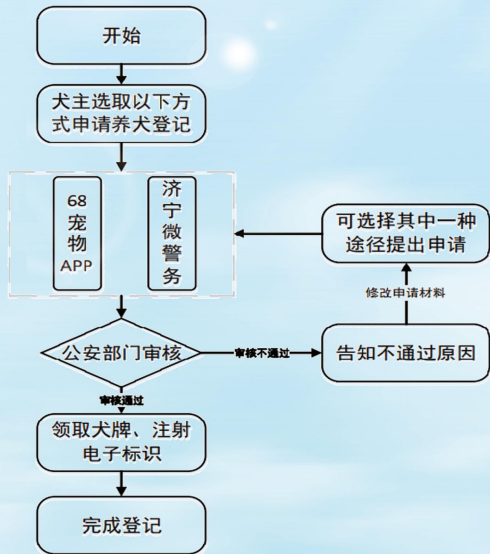 开始
犬主选取以下方
式申请养犬登记
68
宠
物
APP
济
宁
微
警
务
可选择其中一种
途径提出申请
修改申请材料
公安部门审核
审核不通过
告知不通过原因
审核通过
领取犬牌、注射
电子标识
完成登记